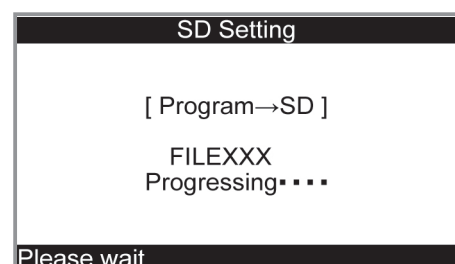 SD Setting
[ Program→SD ]
FILEXXX
Progressing▪▪▪▪
Please wait